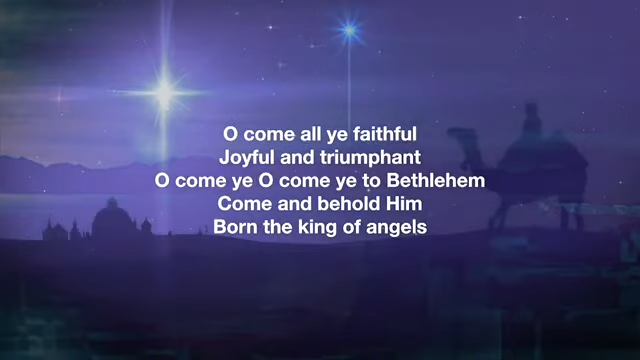 O come all ye faithful
Joyful and triumphant
O come ye O come ye to Bethlehem
Come and behold Him
Born the king of angels